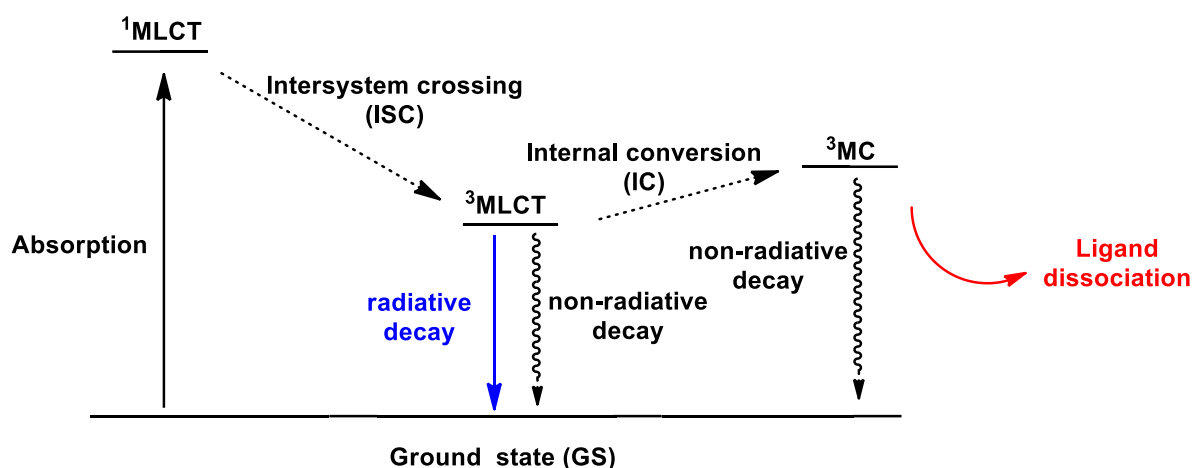 ¹MLCT
Intersystem crossing
(ISC)
³MC
Internal conversion
(IC)
³MLCT
Absorption
non-radiative
decay
Ligand
dissociation
radiative
decay
non-radiative
decay
Ground state (GS)